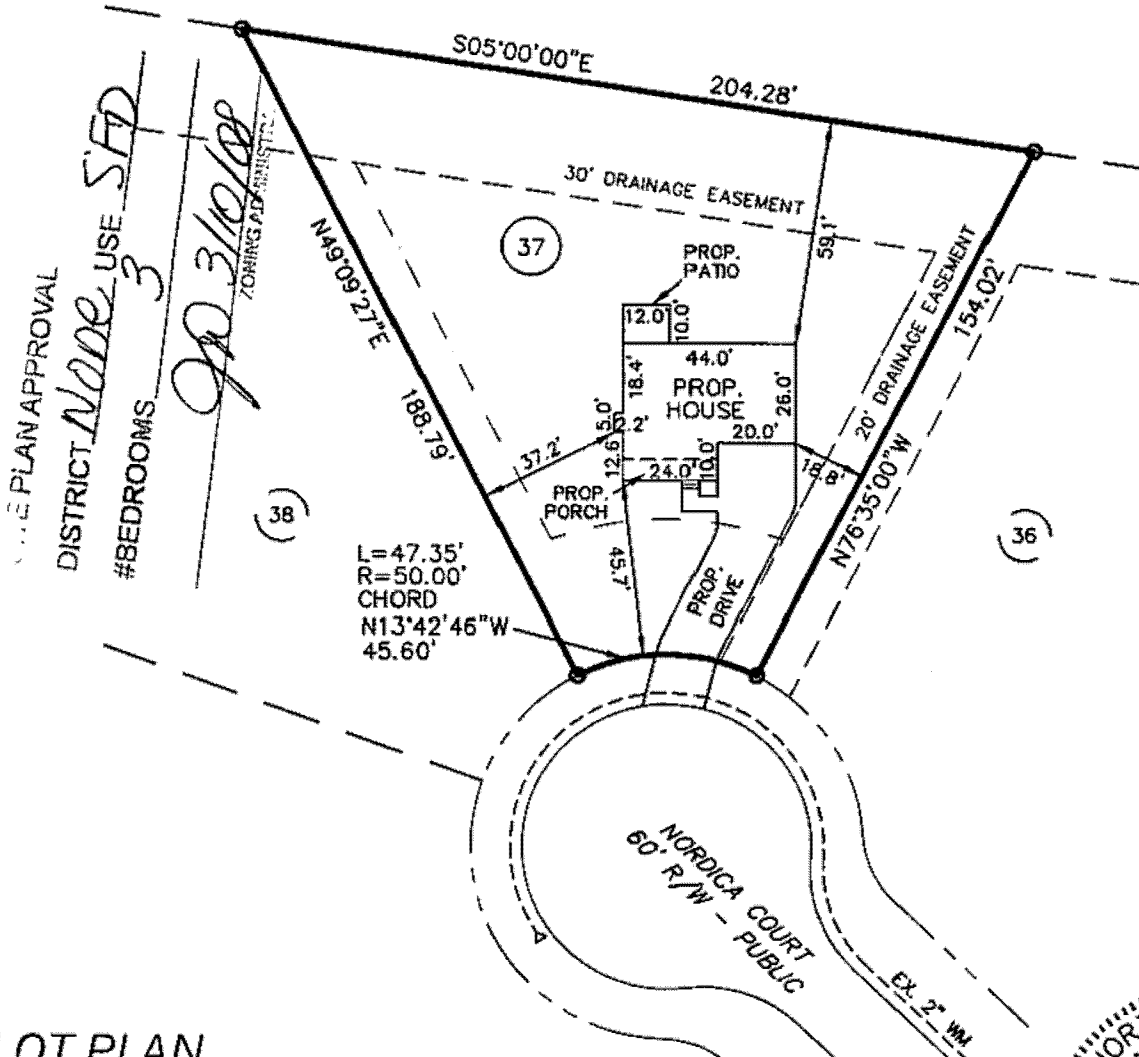 S05°00'00"E
204.28'
30' DRAINAGE EASEMENT
37
PROP.
PATIO
59.1'
20' DRAINAGE EASEMENT
154.02'
N76°35'00"W
N49°09'27"E
188.79'
12.0'
10.0'
44.0'
PROP.
HOUSE
18.4'
26.0'
5.0'
2.2'
20.0'
12.6'
24.0'
10.0'
37.2'
18.8'
PROP.
PORCH
38
36
45.7'
PROP.
DRIVE
L=47.35'
R=50.00'
CHORD
N13°42'46"W
45.60'
PLAN APPROVAL
DISTRICT None USE SFD
#BEDROOMS 3
3/10/08
NORDICA COURT
60' R/W - PUBLIC
EX. 2" WM
PLAN
OR